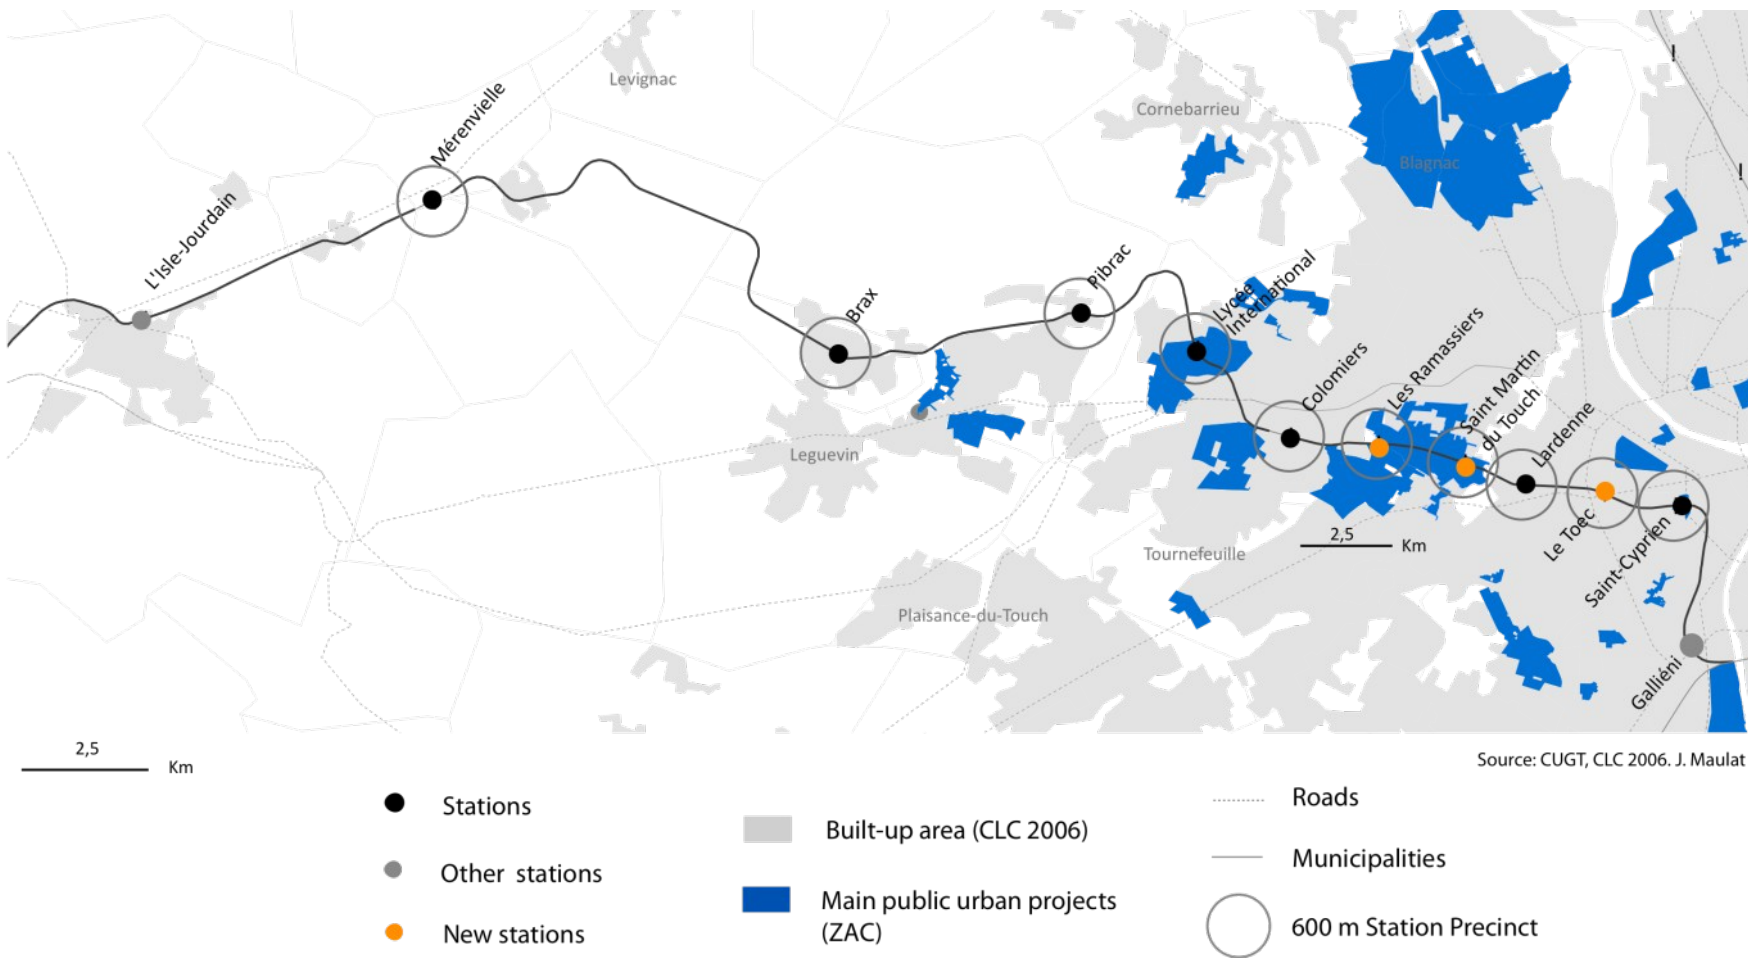 Levignac
Cornebarrieu
Blagnac
Mérenvielle
L'Isle-Jourdain
Brax
Pibrac
Lycée
International
Colomiers
Les Ramassiers
Saint Martin
du Touch
Lardenne
Le Toec
Saint-Cyprien
Galliéni
Leguevin
Tournefeuille
Plaisance-du-Touch
2,5
Km
2,5
Km
Source: CUGT, CLC 2006. J. Maulat
Stations
Other stations
New stations
Built-up area (CLC 2006)
Main public urban projects
(ZAC)
Roads
Municipalities
600 m Station Precinct